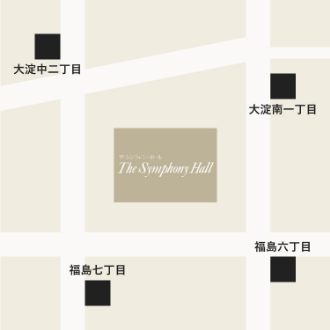 大淀中二丁目
大淀南一丁目
ザ・シンフォニーホール
The Symphony Hall
福島六丁目
福島七丁目